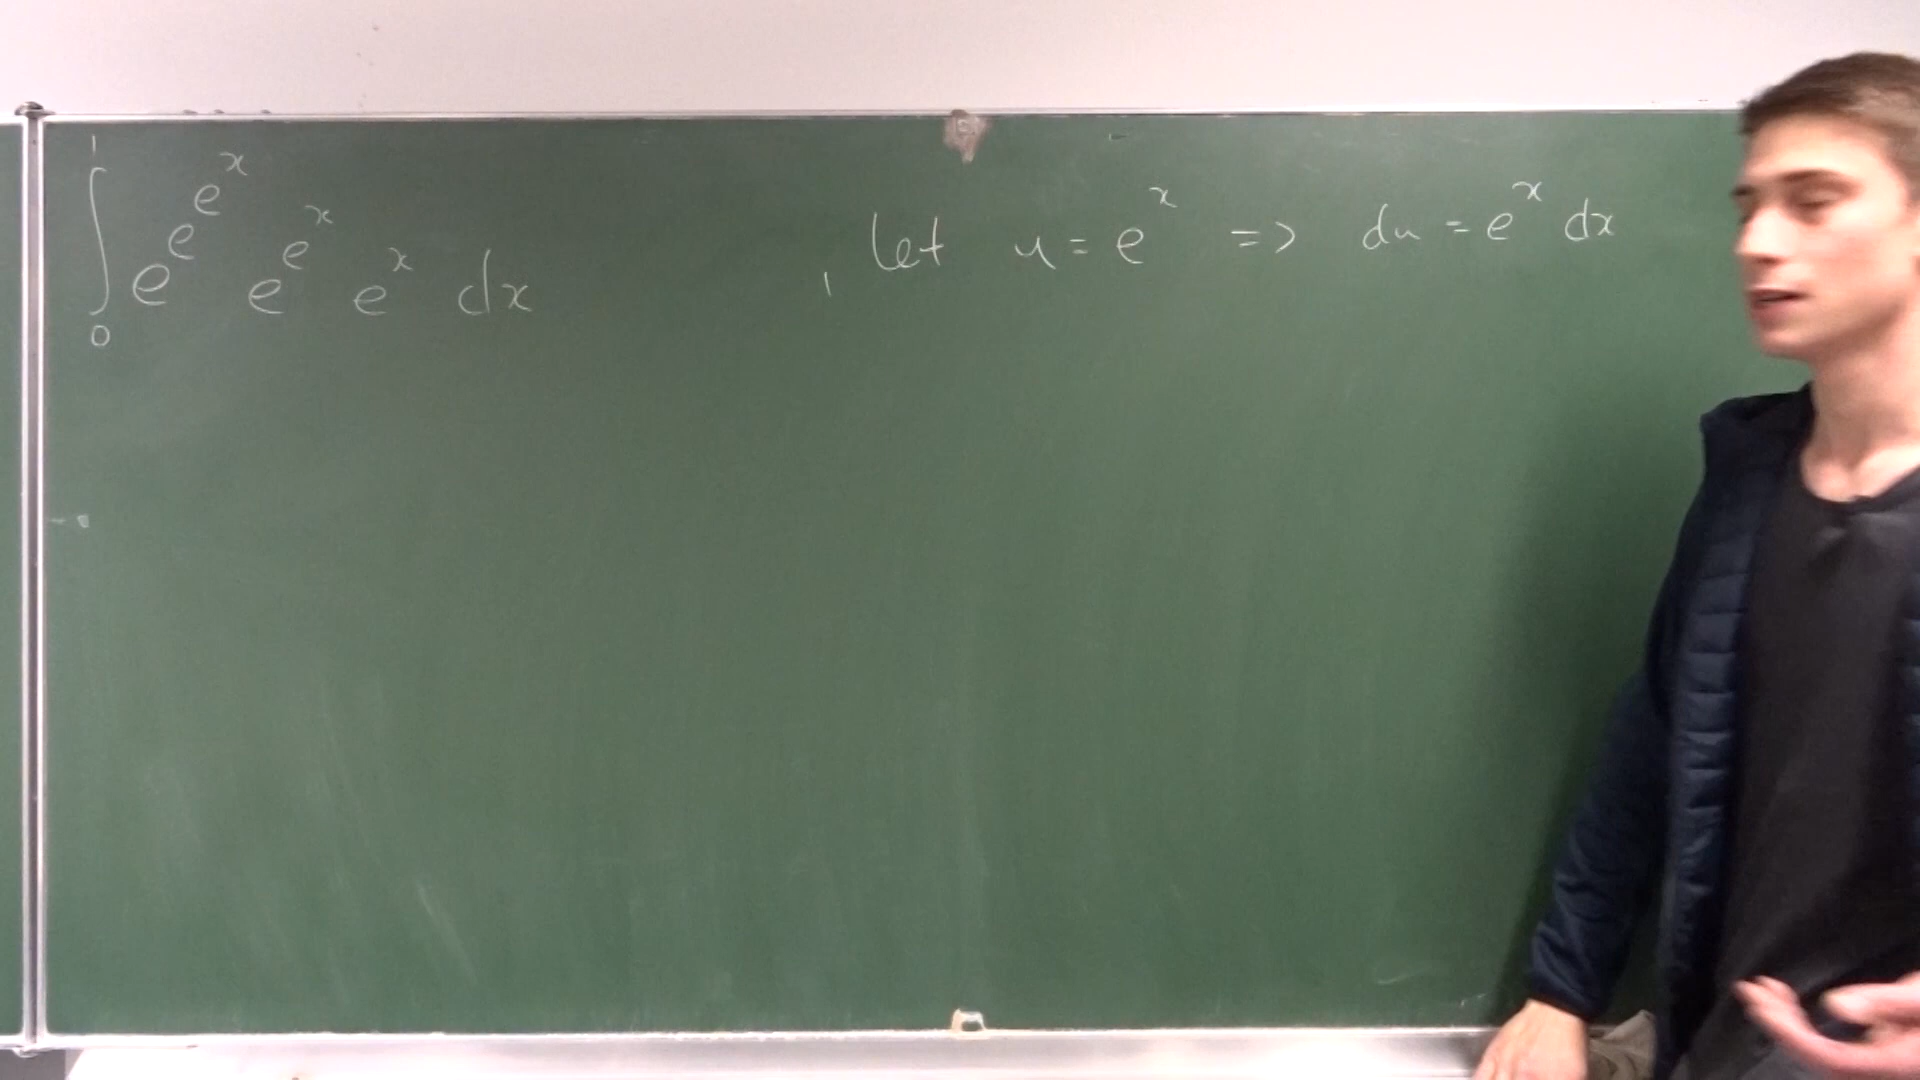 ∫₀¹ e^{e^{e^x}} e^{e^x} e^x dx , let u = e^x => du = e^x dx